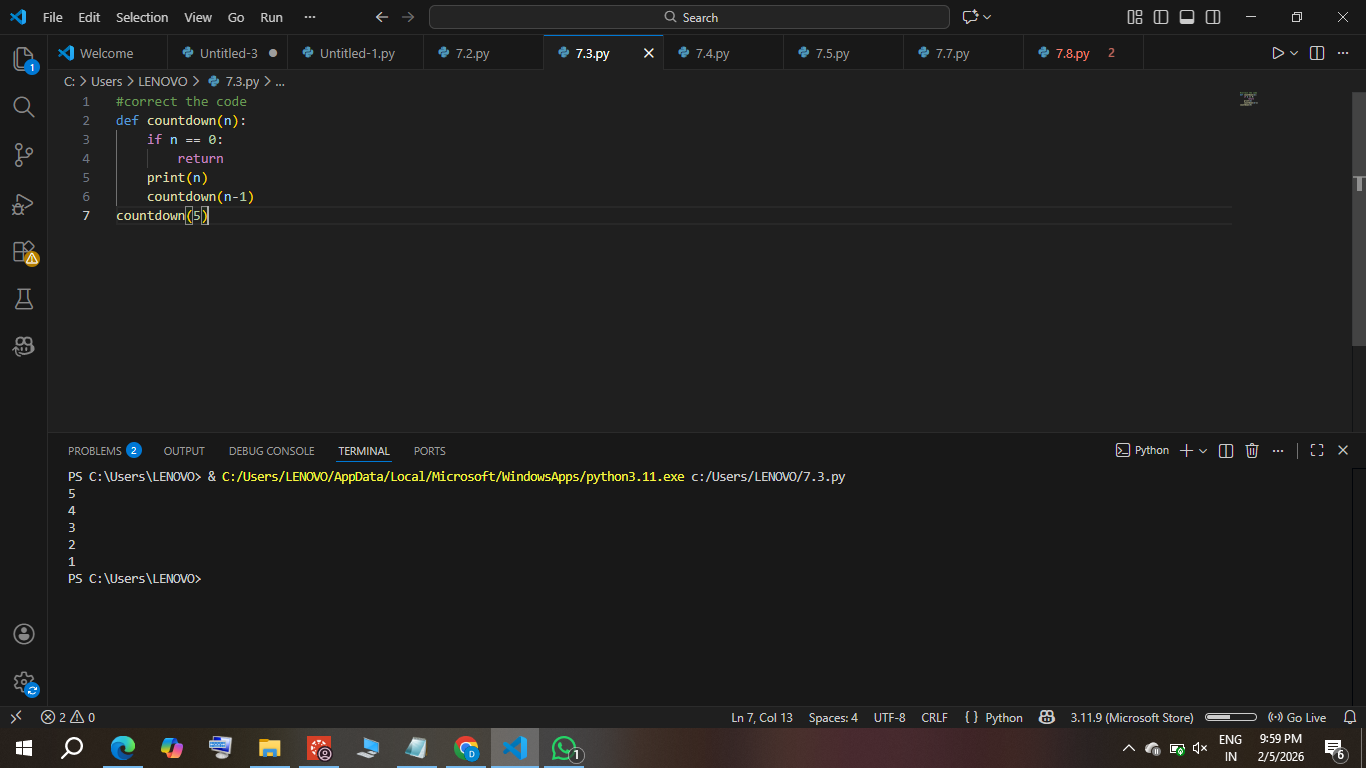 File Edit Selection View Go Run ··· Search
Welcome Untitled-3 Untitled-1.py 7.2.py 7.3.py 7.4.py 7.5.py 7.7.py 7.8.py 2
C: > Users > LENOVO > 7.3.py > ...
1 #correct the code
2 def countdown(n):
3     if n == 0:
4         return
5     print(n)
6     countdown(n-1)
7 countdown(5)
1
PROBLEMS 2 OUTPUT DEBUG CONSOLE TERMINAL PORTS Python
PS C:\Users\LENOVO> & C:/Users/LENOVO/AppData/Local/Microsoft/WindowsApps/python3.11.exe c:/Users/LENOVO/7.3.py
5
4
3
2
1
PS C:\Users\LENOVO>
2 0 Ln 7, Col 13 Spaces: 4 UTF-8 CRLF { } Python 3.11.9 (Microsoft Store) Go Live
D 1 ENG 9:59 PM
IN 2/5/2026 6